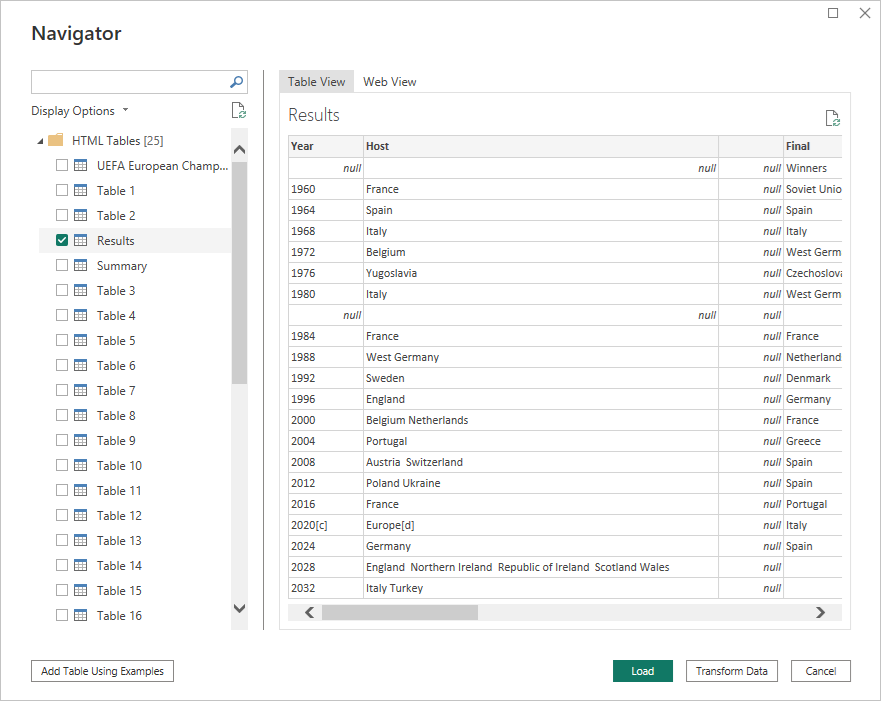 Navigator
Display Options
HTML Tables [25]
UEFA European Champ...
Table 1
Table 2
Results
Summary
Table 3
Table 4
Table 5
Table 6
Table 7
Table 8
Table 9
Table 10
Table 11
Table 12
Table 13
Table 14
Table 15
Table 16
Table View Web View
Results
Year Host Final
null null null Winners
1960 France null Soviet Unio
1964 Spain null Spain
1968 Italy null Italy
1972 Belgium null West Germ
1976 Yugoslavia null Czechoslova
1980 Italy null West Germ
null null null
1984 France null France
1988 West Germany null Netherland
1992 Sweden null Denmark
1996 England null Germany
2000 Belgium Netherlands null France
2004 Portugal null Greece
2008 Austria Switzerland null Spain
2012 Poland Ukraine null Spain
2016 France null Portugal
2020[c] Europe[d] null Italy
2024 Germany null Spain
2028 England Northern Ireland Republic of Ireland Scotland Wales null
2032 Italy Turkey null
Add Table Using Examples Load Transform Data Cancel